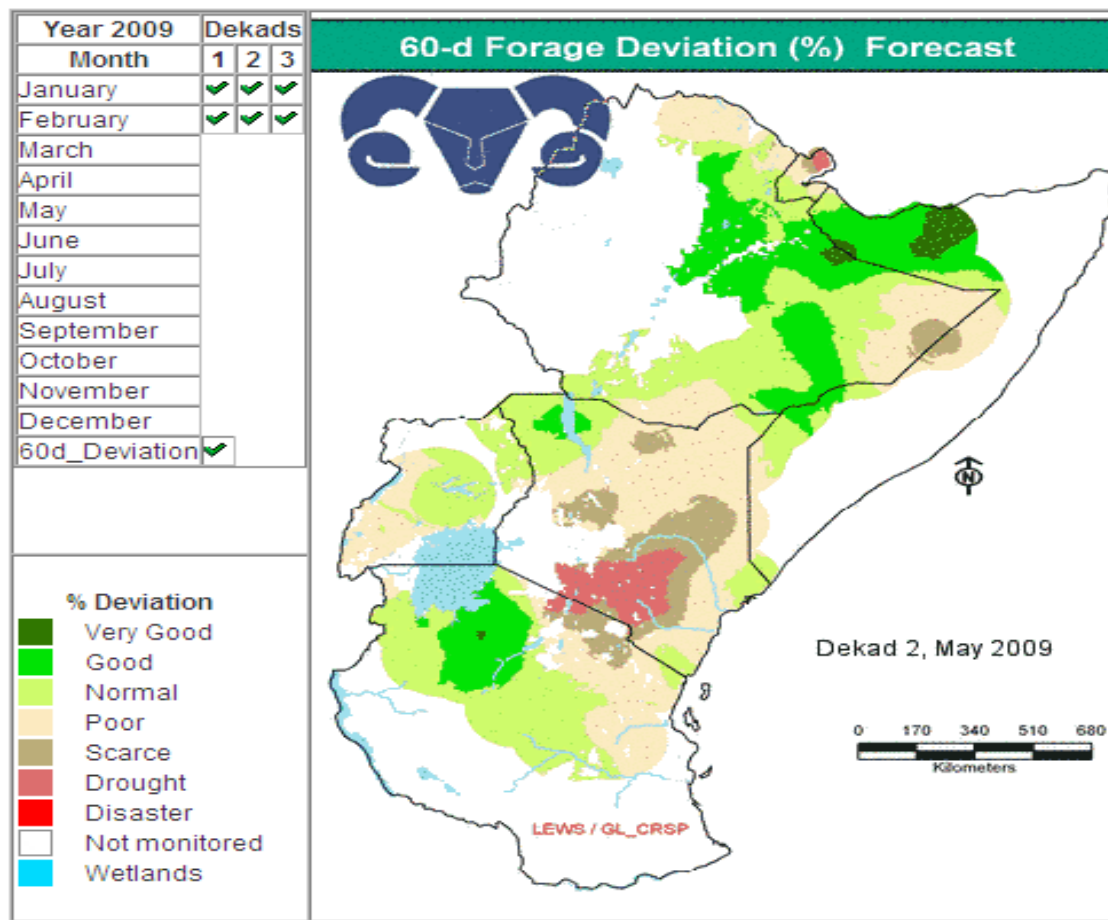 Year 2009 Dekads
Month 1 2 3
January
February
March
April
May
June
July
August
September
October
November
December
60d_Deviation
% Deviation
Very Good
Good
Normal
Poor
Scarce
Drought
Disaster
Not monitored
Wetlands
60-d Forage Deviation (%) Forecast
N
Dekad 2, May 2009
0 170 340 510 680
Kilometers
LEWS / GL_CRSP